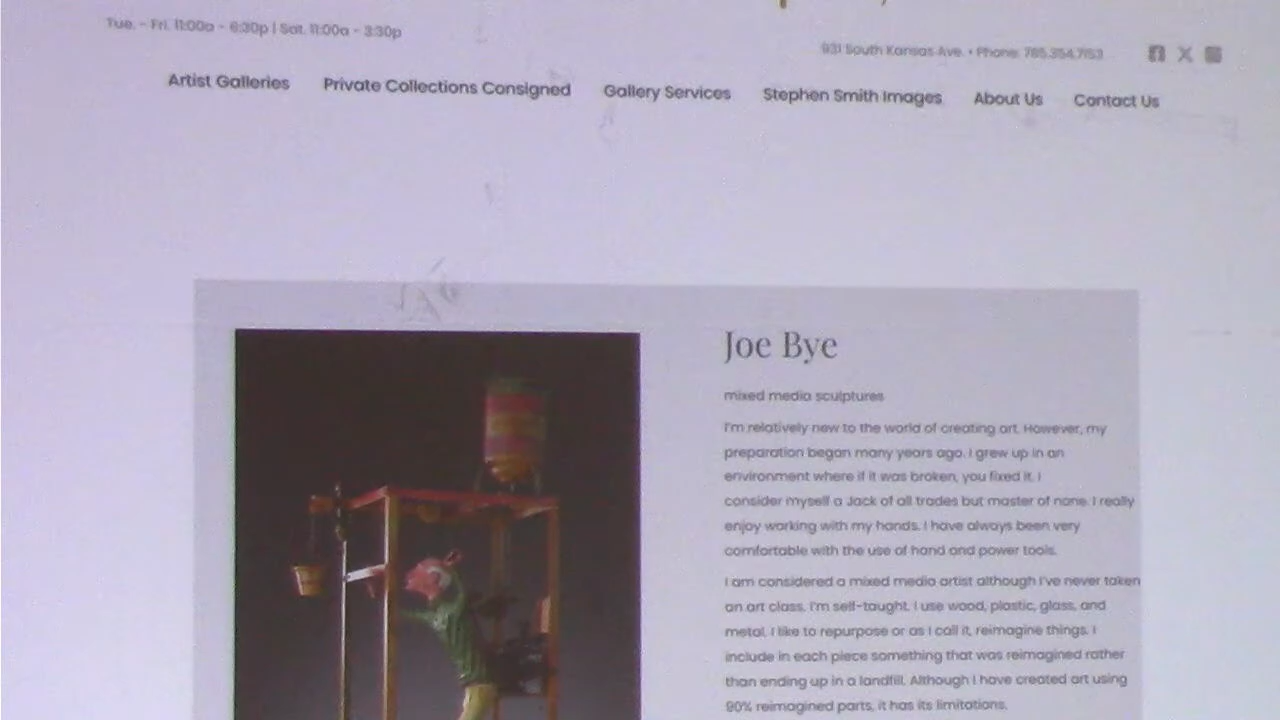 Tue. - Fri. 11:00a - 6:30p | Sat. 11:00a - 3:30p
931 South Kansas Ave. • Phone: 785.354.7153
Artist Galleries Private Collections Consigned Gallery Services Stephen Smith Images About Us Contact Us
Joe Bye
mixed media sculptures
I'm relatively new to the world of creating art. However, my
preparation began many years ago. I grew up in an
environment where if it was broken, you fixed it. I
consider myself a Jack of all trades but master of none. I really
enjoy working with my hands. I have always been very
comfortable with the use of hand and power tools.
I am considered a mixed media artist although I've never taken
an art class. I'm self-taught. I use wood, plastic, glass, and
metal. I like to repurpose or as I call it, reimagine things. I
include in each piece something that was reimagined rather
than ending up in a landfill. Although I have created art using
90% reimagined parts, it has its limitations.